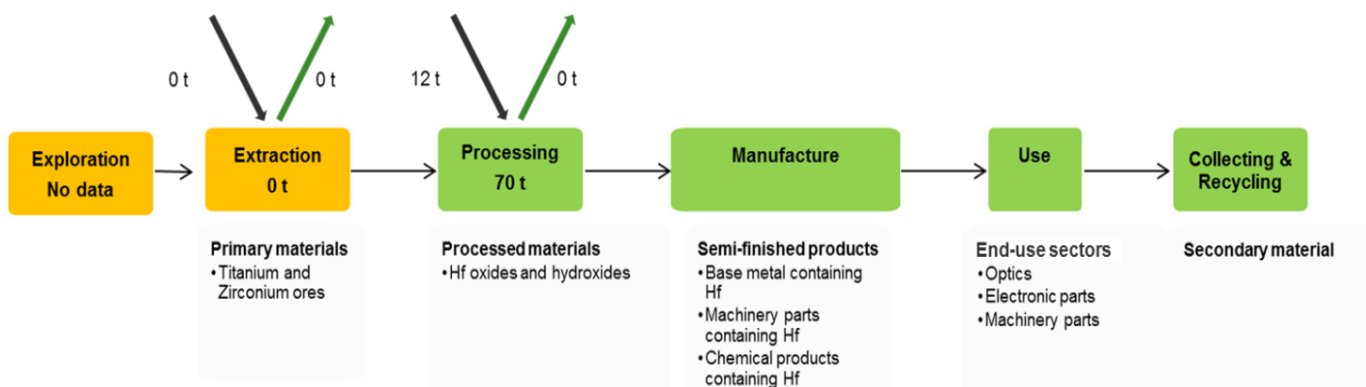 0 t
0 t
12 t
0 t
Exploration
No data
Extraction
0 t
Processing
70 t
Manufacture
Use
Collecting &
Recycling
Primary materials
•Titanium and
Zirconium ores
Processed materials
•Hf oxides and hydroxides
Semi-finished products
•Base metal containing
Hf
•Machinery parts
containing Hf
•Chemical products
containing Hf
End-use sectors
•Optics
•Electronic parts
•Machinery parts
Secondary material